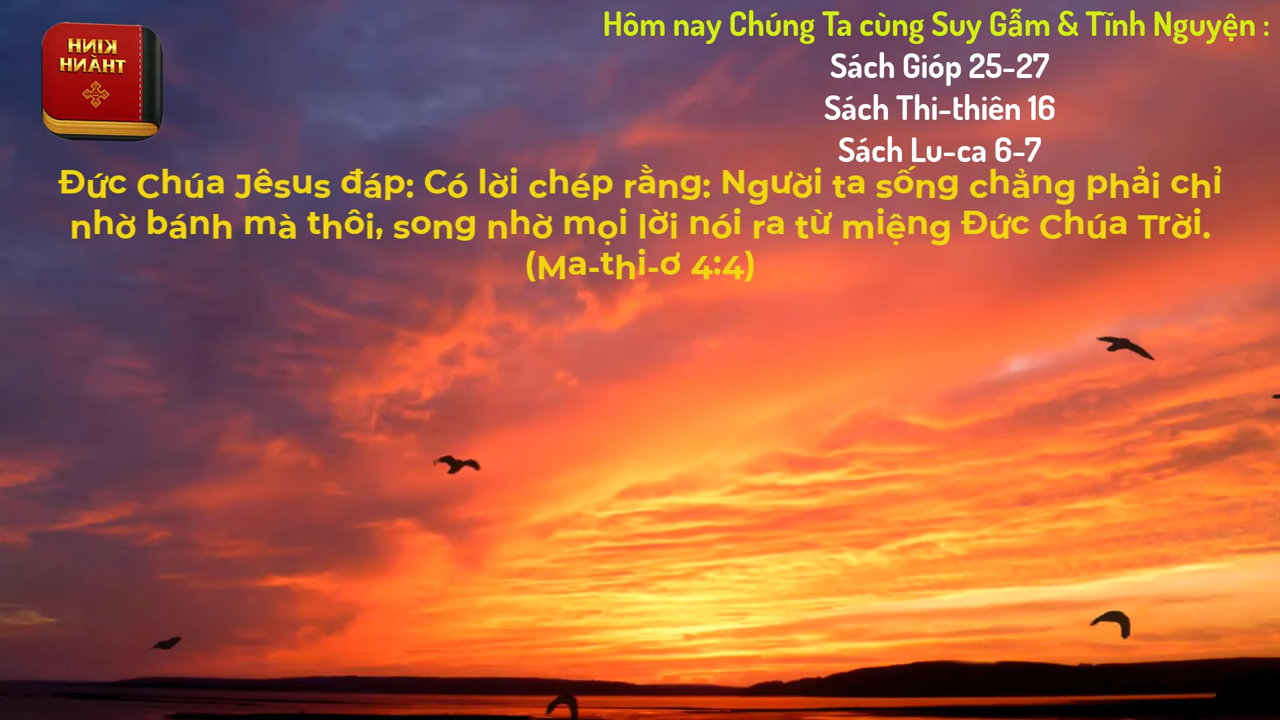 KINH
THÁNH
Hôm nay Chúng Ta cùng Suy Gẫm & Tĩnh Nguyện :
Sách Gióp 25-27
Sách Thi-thiên 16
Sách Lu-ca 6-7
Đức Chúa Jêsus đáp: Có lời chép rằng: Người ta sống chẳng phải chỉ
nhờ bánh mà thôi, song nhờ mọi lời nói ra từ miệng Đức Chúa Trời.
(Ma-thi-ơ 4:4)